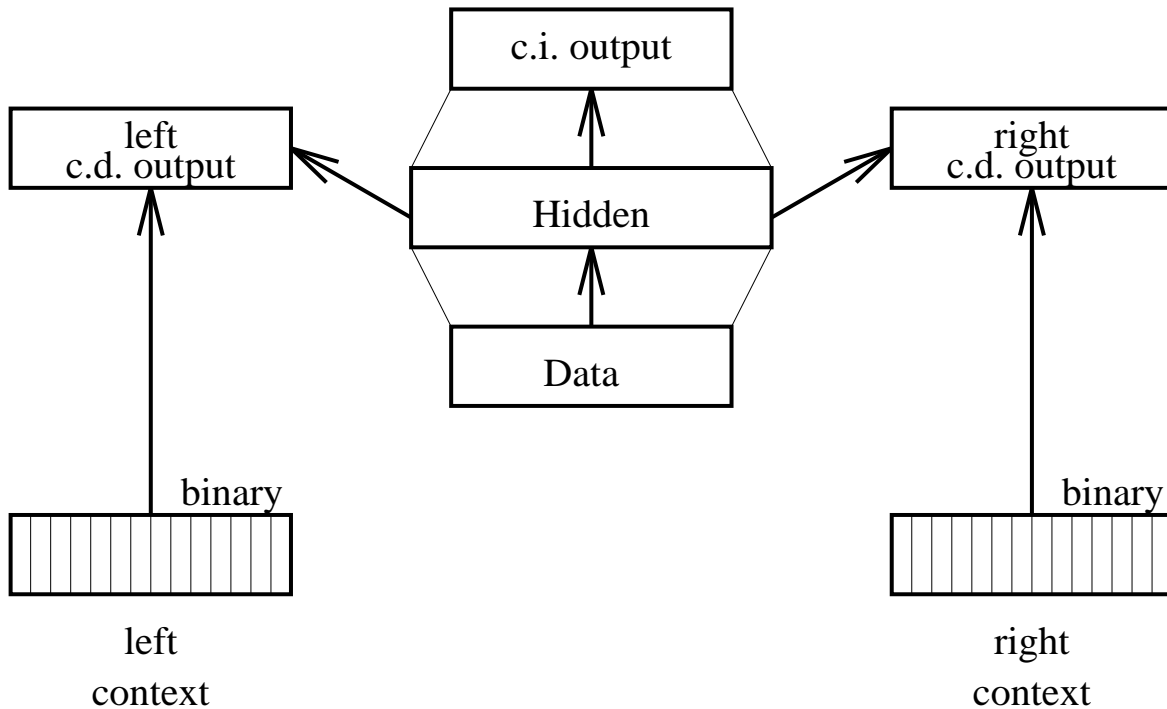 c.i. output
left
c.d. output
right
c.d. output
Hidden
Data
binary
binary
left
context
right
context